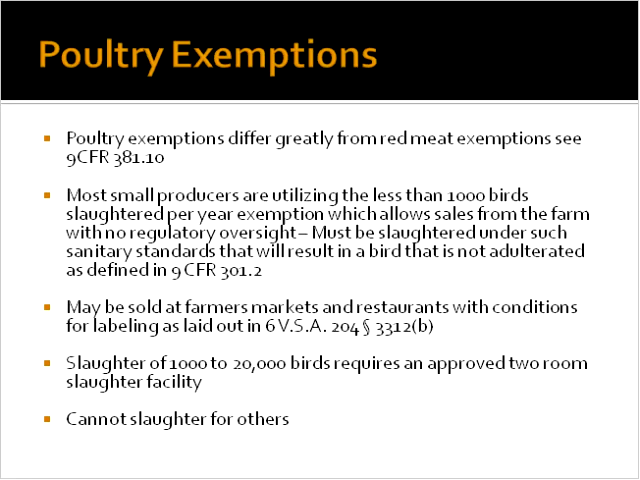 Poultry Exemptions
Poultry exemptions differ greatly from red meat exemptions see
9CFR 381.10
Most small producers are utilizing the less than 1000 birds
slaughtered per year exemption which allows sales from the farm
with no regulatory oversight – Must be slaughtered under such
sanitary standards that will result in a bird that is not adulterated
as defined in 9 CFR 301.2
May be sold at farmers markets and restaurants with conditions
for labeling as laid out in 6 V.S.A. 204 § 3312(b)
Slaughter of 1000 to 20,000 birds requires an approved two room
slaughter facility
Cannot slaughter for others